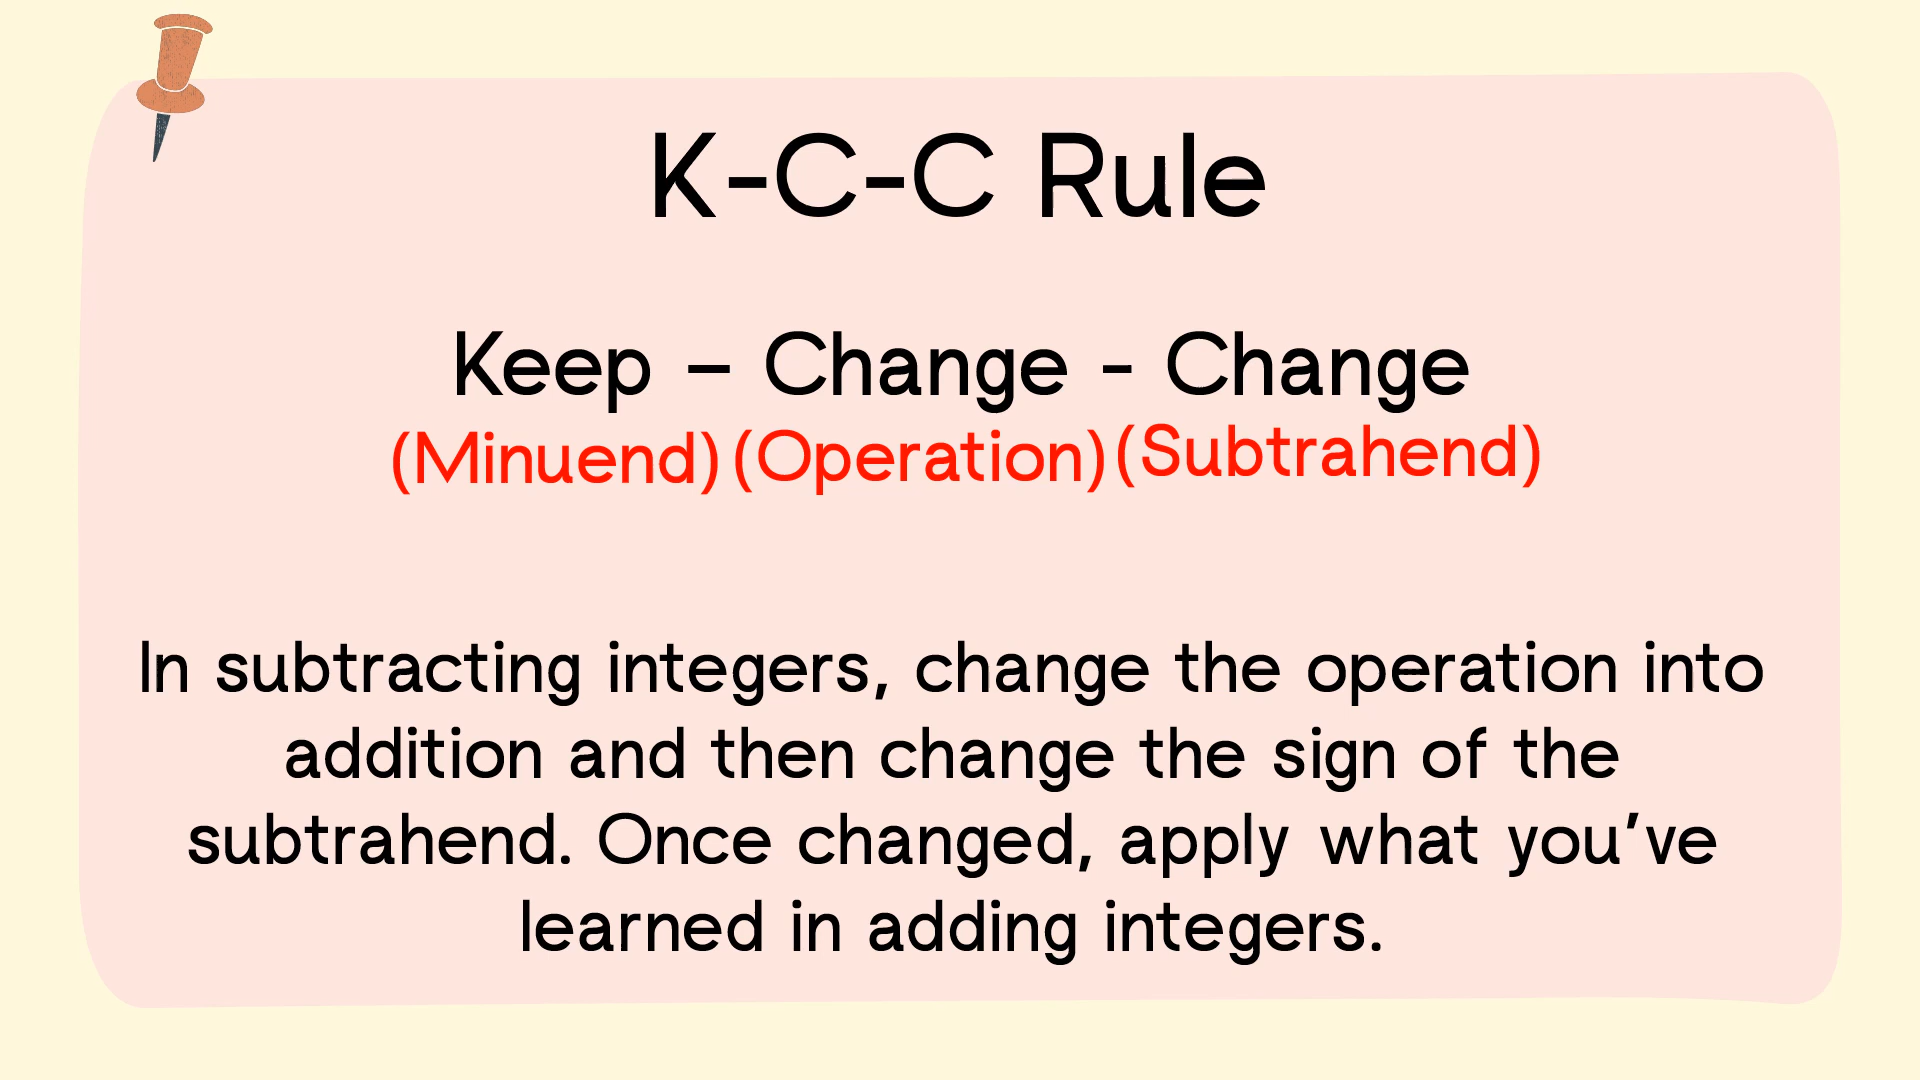 K-C-C Rule
Keep – Change - Change
(Minuend) (Operation) (Subtrahend)
In subtracting integers, change the operation into
addition and then change the sign of the
subtrahend. Once changed, apply what you’ve
learned in adding integers.